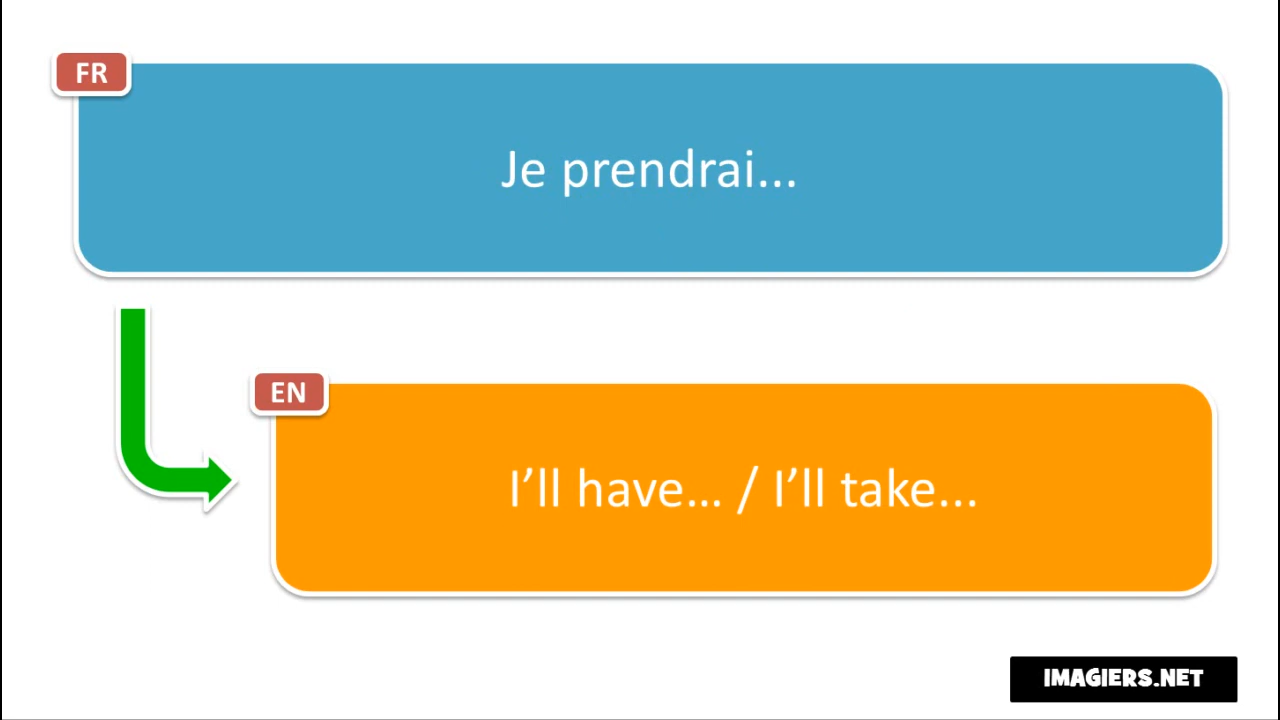 FR
Je prendrai...
EN
I’ll have... / I’ll take...
IMAGIERS.NET